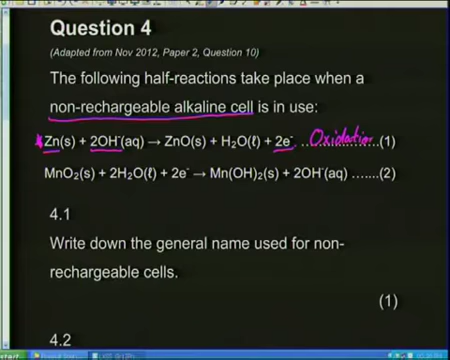 Question 4
(Adapted from Nov 2012, Paper 2, Question 10)
The following half-reactions take place when a
non-rechargeable alkaline cell is in use:
Zn(s) + 2OH⁻(aq) → ZnO(s) + H₂O(ℓ) + 2e⁻ ...Oxidation...(1)
MnO₂(s) + 2H₂O(ℓ) + 2e⁻ → Mn(OH)₂(s) + 2OH⁻(aq) .......(2)
4.1
Write down the general name used for non-
rechargeable cells.
(1)
4.2
start